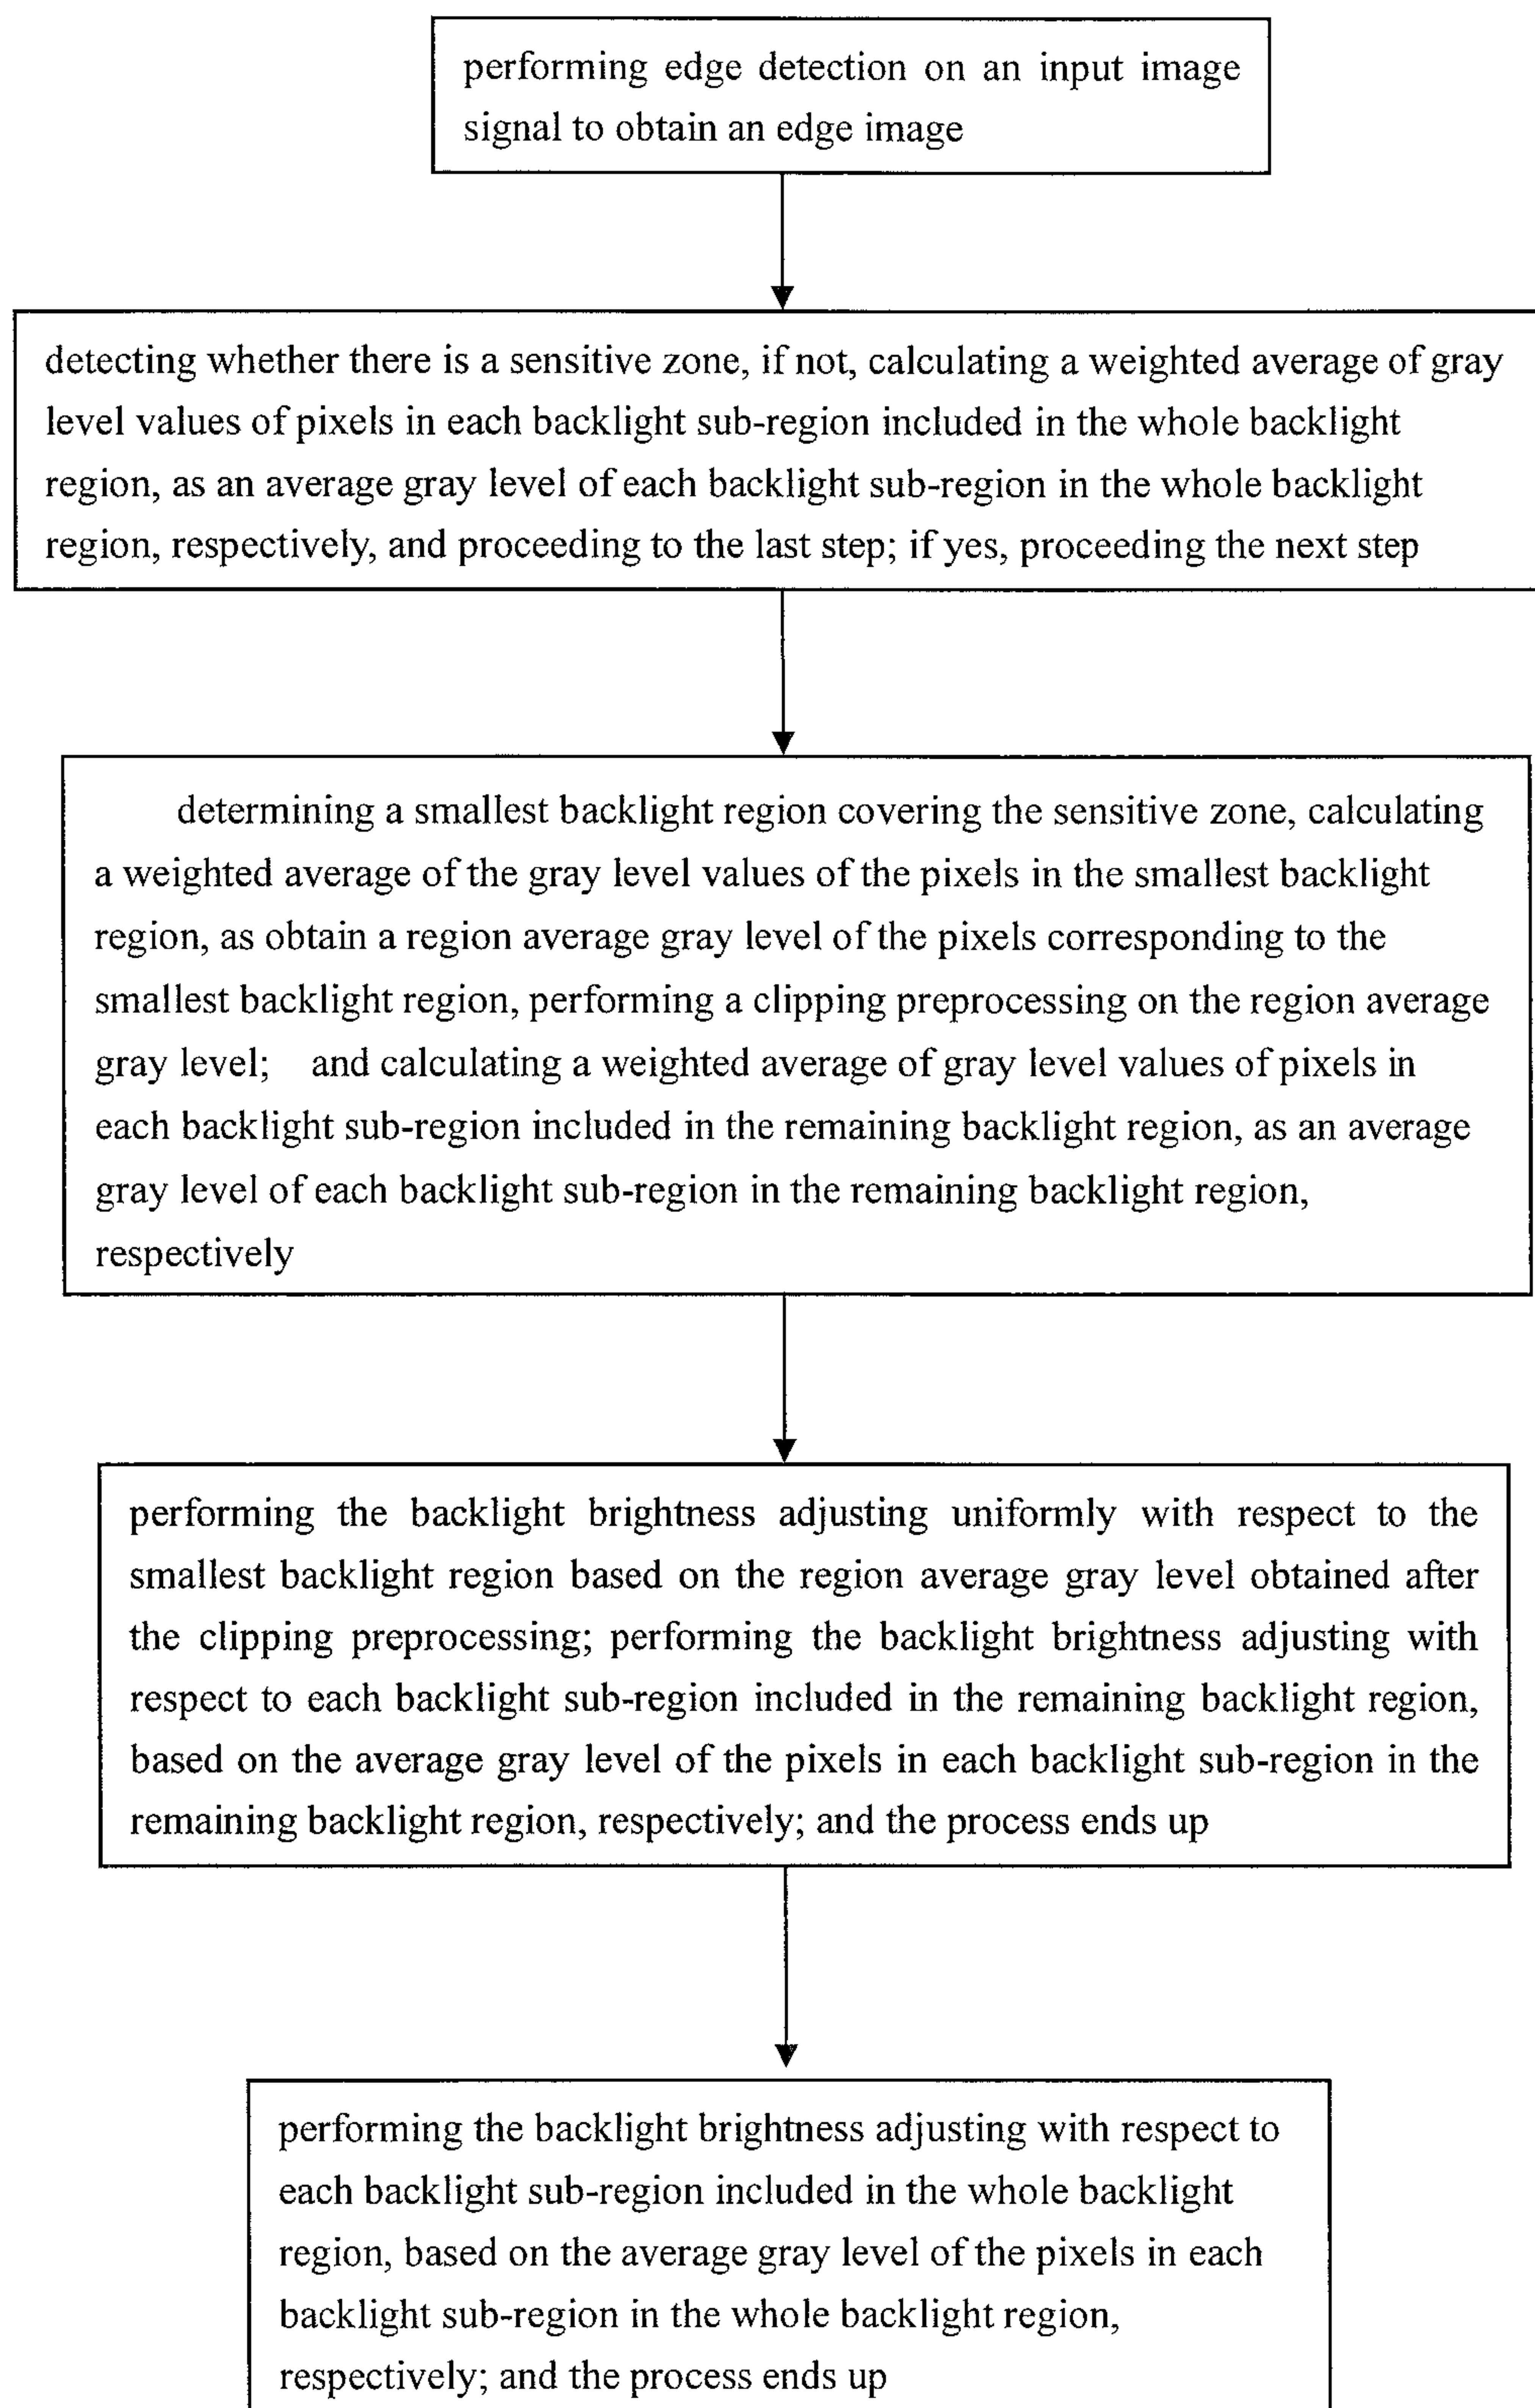 performing edge detection on an input image
signal to obtain an edge image
detecting whether there is a sensitive zone, if not, calculating a weighted average of gray
level values of pixels in each backlight sub-region included in the whole backlight
region, as an average gray level of each backlight sub-region in the whole backlight
region, respectively, and proceeding to the last step; if yes, proceeding the next step
determining a smallest backlight region covering the sensitive zone, calculating
a weighted average of the gray level values of the pixels in the smallest backlight
region, as obtain a region average gray level of the pixels corresponding to the
smallest backlight region, performing a clipping preprocessing on the region average
gray level; and calculating a weighted average of gray level values of pixels in
each backlight sub-region included in the remaining backlight region, as an average
gray level of each backlight sub-region in the remaining backlight region,
respectively
performing the backlight brightness adjusting uniformly with respect to the
smallest backlight region based on the region average gray level obtained after
the clipping preprocessing; performing the backlight brightness adjusting with
respect to each backlight sub-region included in the remaining backlight region,
based on the average gray level of the pixels in each backlight sub-region in the
remaining backlight region, respectively; and the process ends up
performing the backlight brightness adjusting with respect to
each backlight sub-region included in the whole backlight
region, based on the average gray level of the pixels in each
backlight sub-region in the whole backlight region,
respectively; and the process ends up